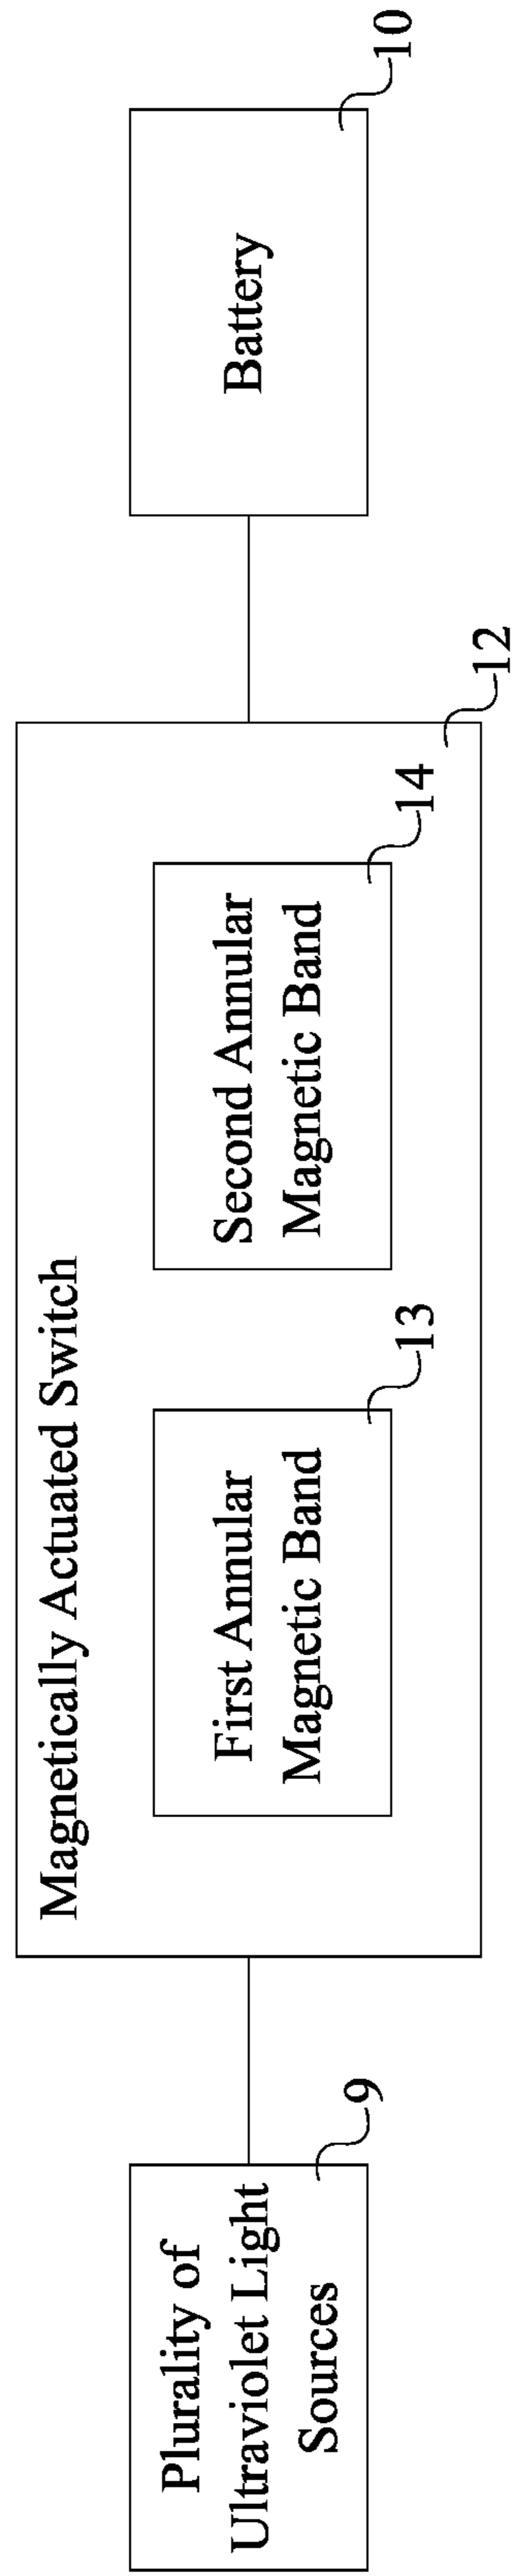 Plurality of
Ultraviolet Light
Sources
9
Magnetically Actuated Switch
First Annular
Magnetic Band
13
Second Annular
Magnetic Band
14
12
Battery
10